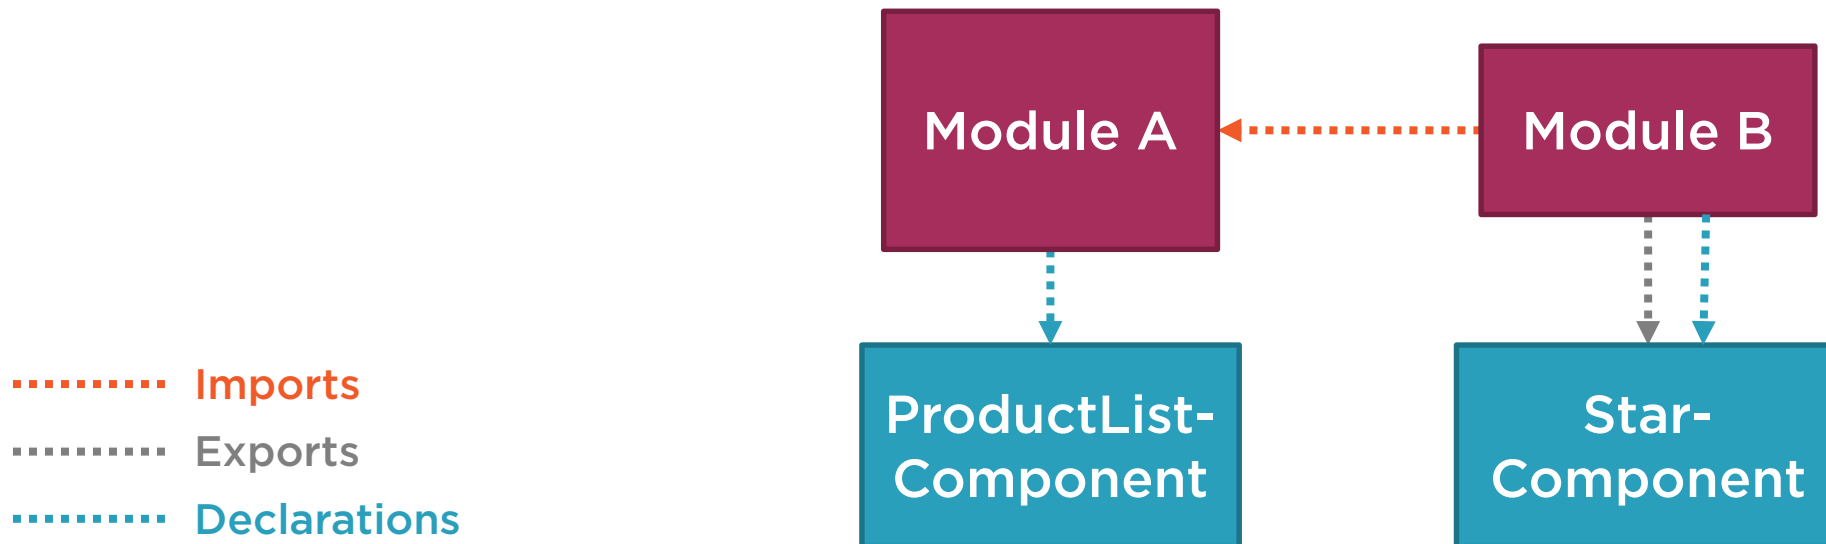 Module A
Module B
ProductList-
Component
Star-
Component
Imports
Exports
Declarations